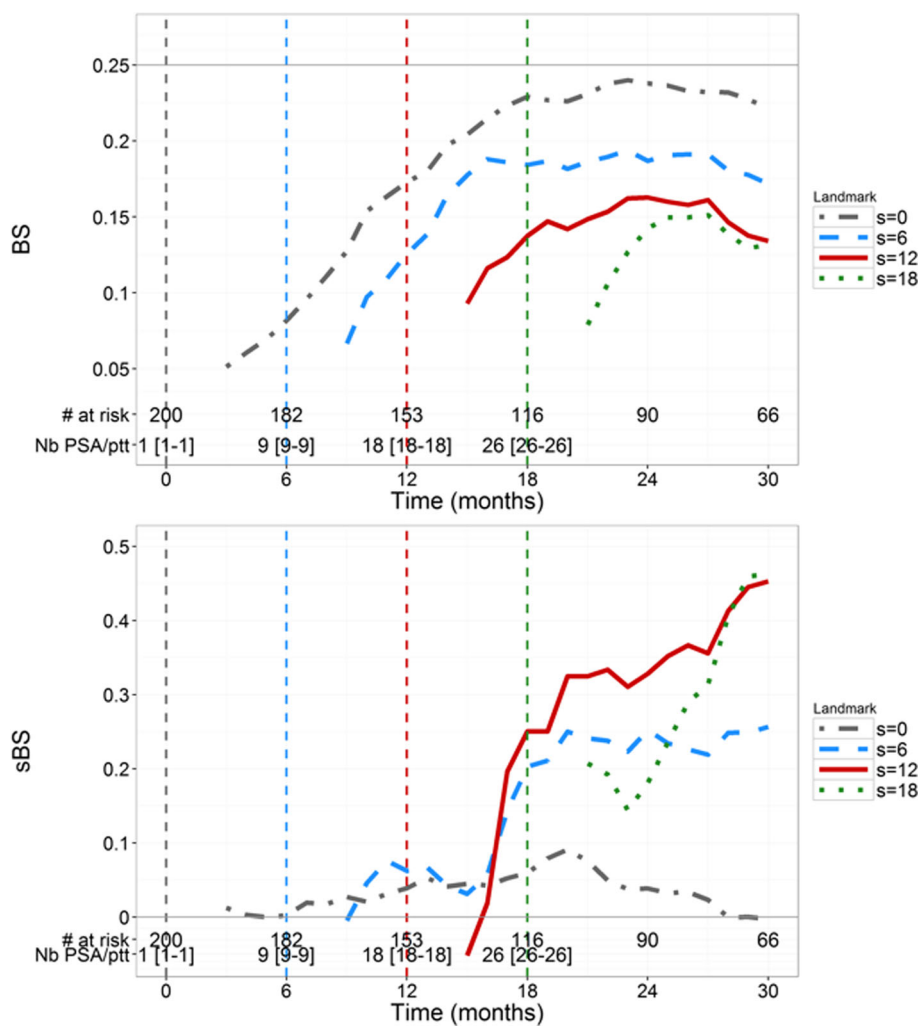 0.25
0.2
0.15
0.1
0.05
BS
# at risk 200 182 153 116 90 66
Nb PSA/ptt 1 [1-1] 9 [9-9] 18 [18-18] 26 [26-26]
0 6 12 18 24 30
Time (months)
Landmark
s=0
s=6
s=12
s=18
0.5
0.4
0.3
0.2
0.1
0
sBS
# at risk 200 182 153 116 90 66
Nb PSA/ptt 1 [1-1] 9 [9-9] 18 [18-18] 26 [26-26]
0 6 12 18 24 30
Time (months)
Landmark
s=0
s=6
s=12
s=18